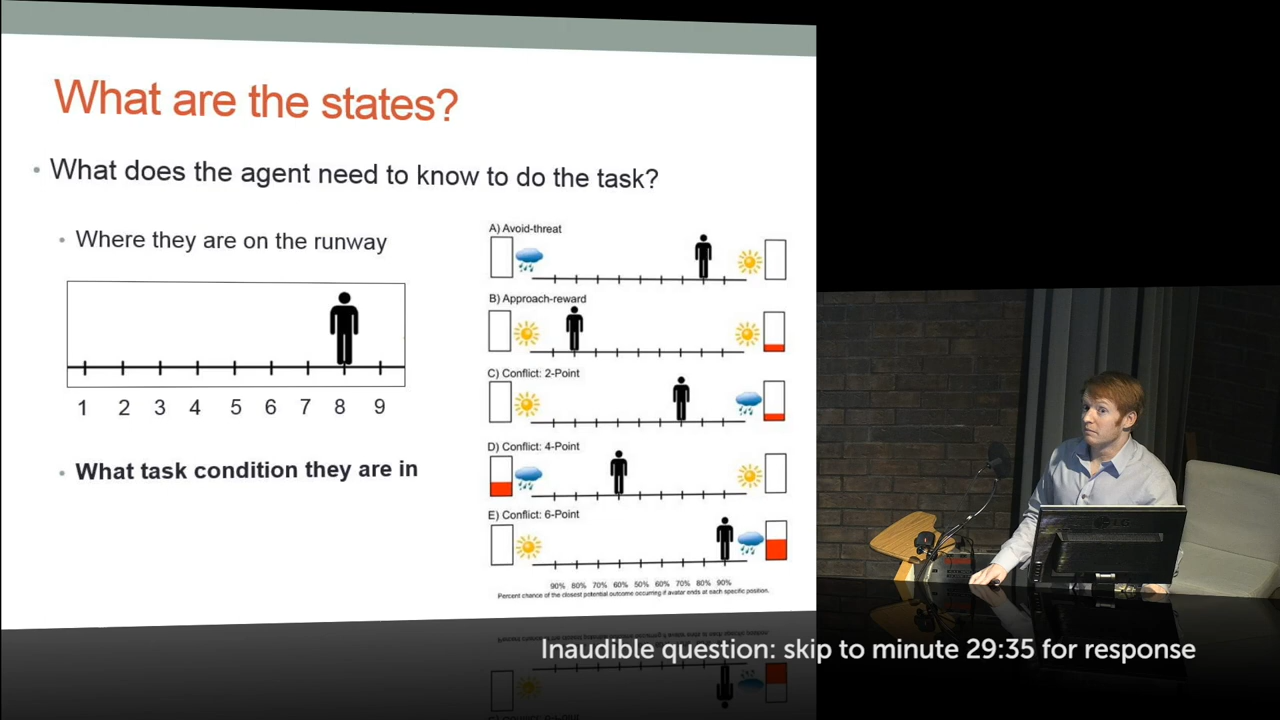 What are the states?
• What does the agent need to know to do the task?
• Where they are on the runway
1 2 3 4 5 6 7 8 9
• What task condition they are in
A) Avoid-threat
B) Approach-reward
C) Conflict: 2-Point
D) Conflict: 4-Point
E) Conflict: 6-Point
90% 80% 70% 60% 50% 60% 70% 80% 90%
Percent chance of the closest potential outcome occurring if avatar ends at each specific position.
Inaudible question: skip to minute 29:35 for response